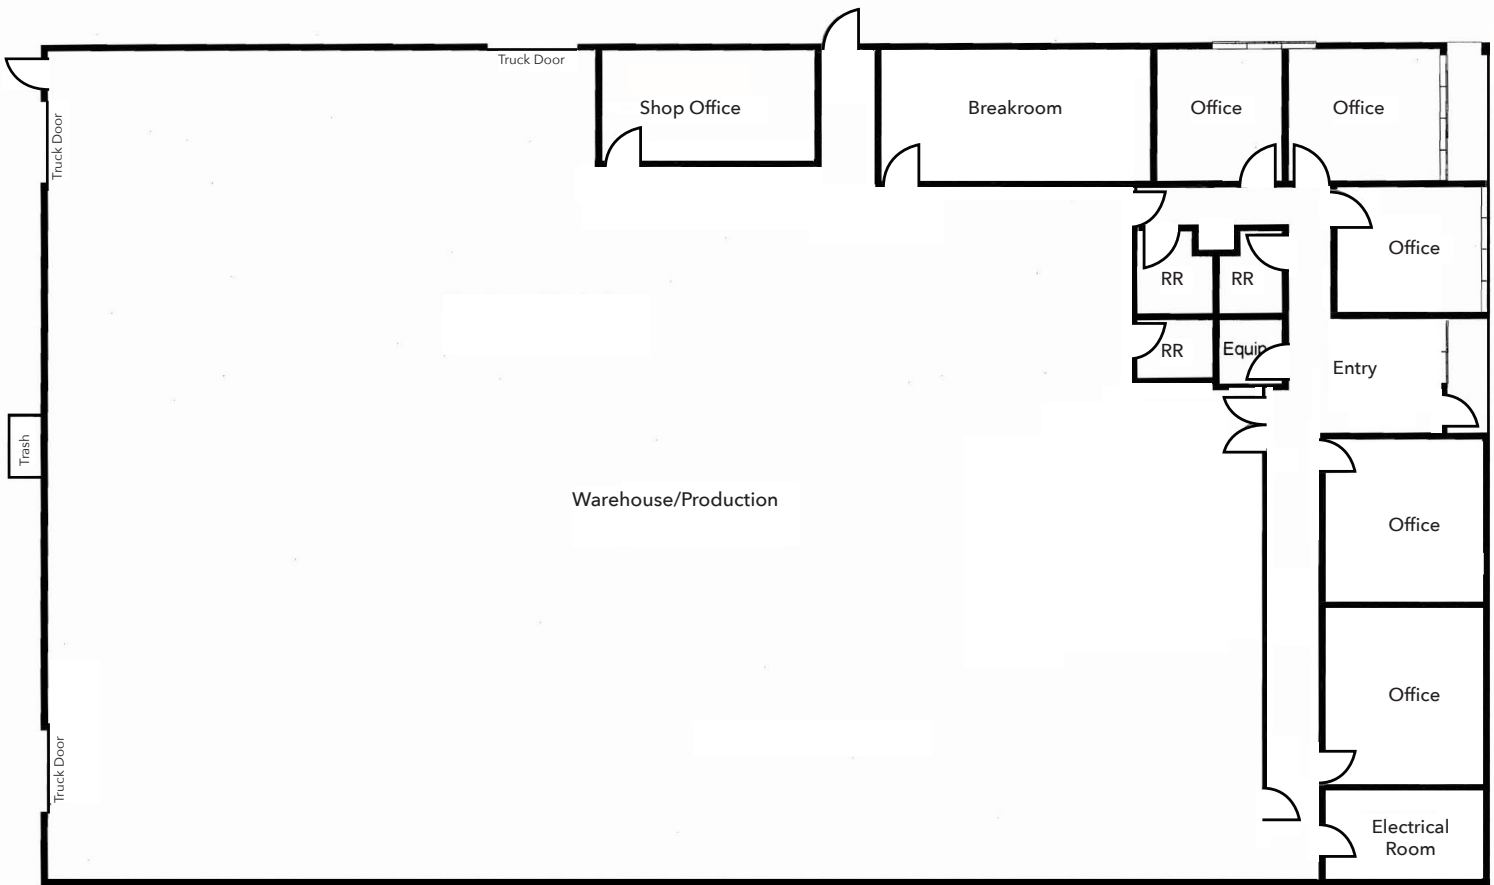 Truck Door
Shop Office
Breakroom
Office
Office
Truck Door
Office
RR
RR
RR
Equip
Entry
Trash
Warehouse/Production
Office
Office
Truck Door
Electrical
Room